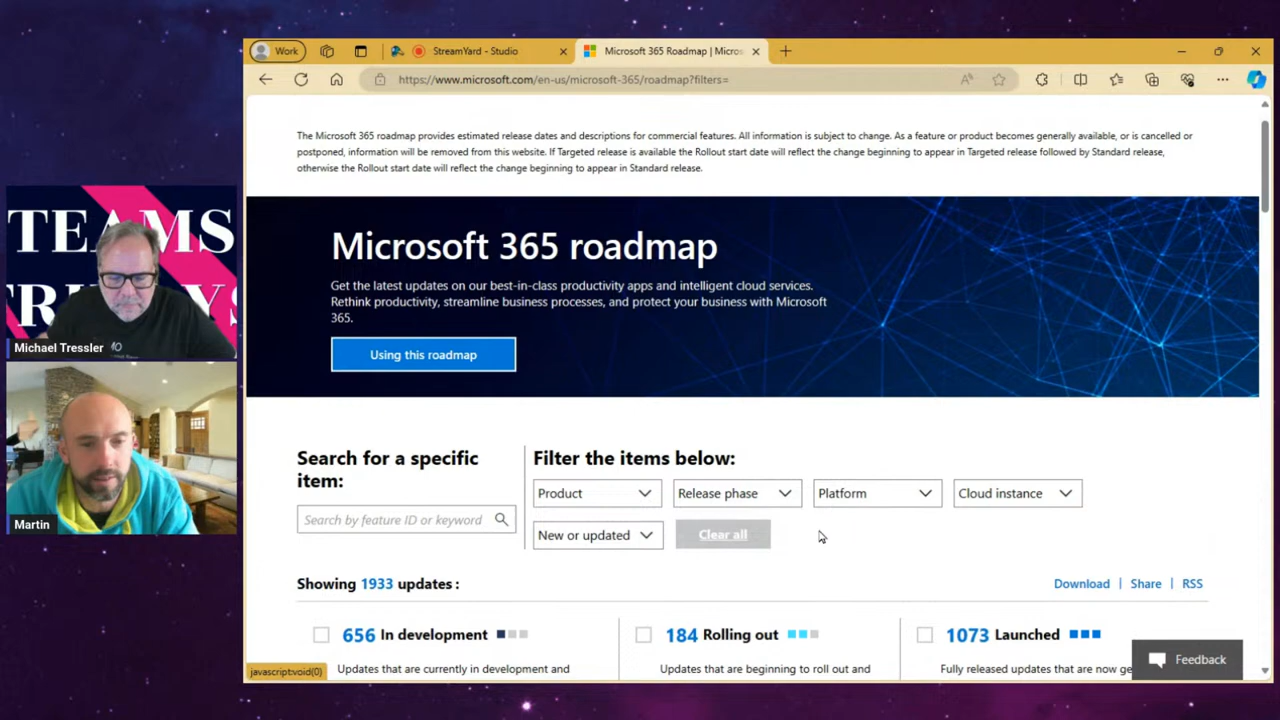 Work
StreamYard - Studio
Microsoft 365 Roadmap | Micros
https://www.microsoft.com/en-us/microsoft-365/roadmap?filters=
The Microsoft 365 roadmap provides estimated release dates and descriptions for commercial features. All information is subject to change. As a feature or product becomes generally available, or is cancelled or
postponed, information will be removed from this website. If Targeted release is available the Rollout start date will reflect the change beginning to appear in Targeted release followed by Standard release,
otherwise the Rollout start date will reflect the change beginning to appear in Standard release.
Microsoft 365 roadmap
Get the latest updates on our best-in-class productivity apps and intelligent cloud services.
Rethink productivity, streamline business processes, and protect your business with Microsoft
365.
Using this roadmap
TEAMS
Michael Tressler
Martin
Search for a specific
item:
Search by feature ID or keyword
Filter the items below:
Product
Release phase
Platform
Cloud instance
New or updated
Clear all
Showing 1933 updates :
Download | Share | RSS
656 In development
184 Rolling out
1073 Launched
Updates that are currently in development and
Updates that are beginning to roll out and
Fully released updates that are now ge
Feedback
javascript:void(0)